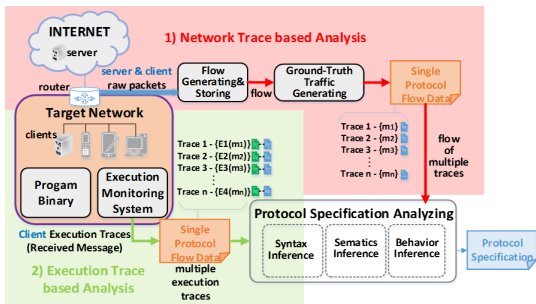 INTERNET
server
1) Network Trace based Analysis
router
server & client
raw packets
Flow
Generating&
Storing
flow
Ground-Truth
Traffic
Generating
Single
Protocol
Flow Data
Target Network
clients
Progam
Binary
Execution
Monitoring
System
Trace 1 - {E1(m1)}
Trace 2 - {E2(m2)}
Trace 3 - {E3(m3)}
⋮
Trace n - {E4(mn)}
Trace 1 - {m1}
Trace 2 - {m2}
Trace 3 - {m3}
⋮
Trace n - {mn}
flow
of
multiple
traces
Client Execution Traces
(Received Message)
Single
Protocol
Flow Data
multiple
execution
traces
2) Execution Trace
based Analysis
Protocol Specification Analyzing
Syntax
Inference
Sematics
Inference
Behavior
Inference
Protocol
Specification